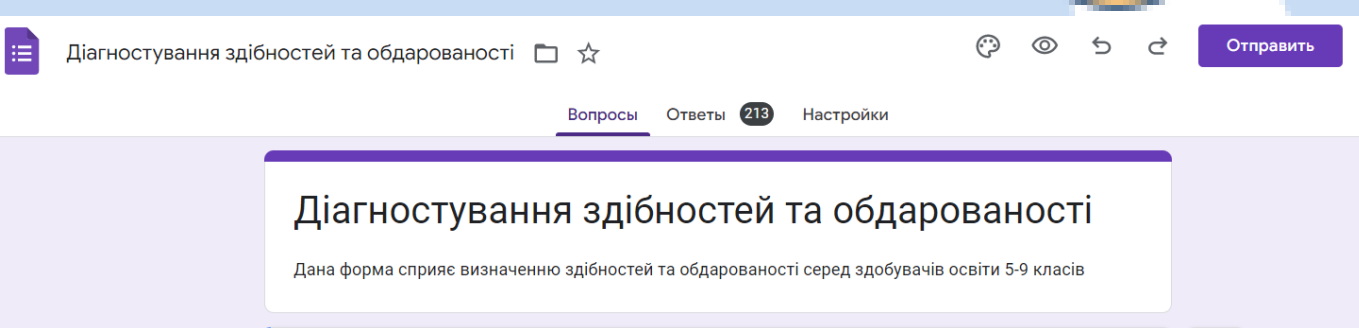 Діагностування здібностей та обдарованості
Отправить
Вопросы Ответы 213 Настройки
Діагностування здібностей та обдарованості
Дана форма сприяє визначенню здібностей та обдарованості серед здобувачів освіти 5-9 класів